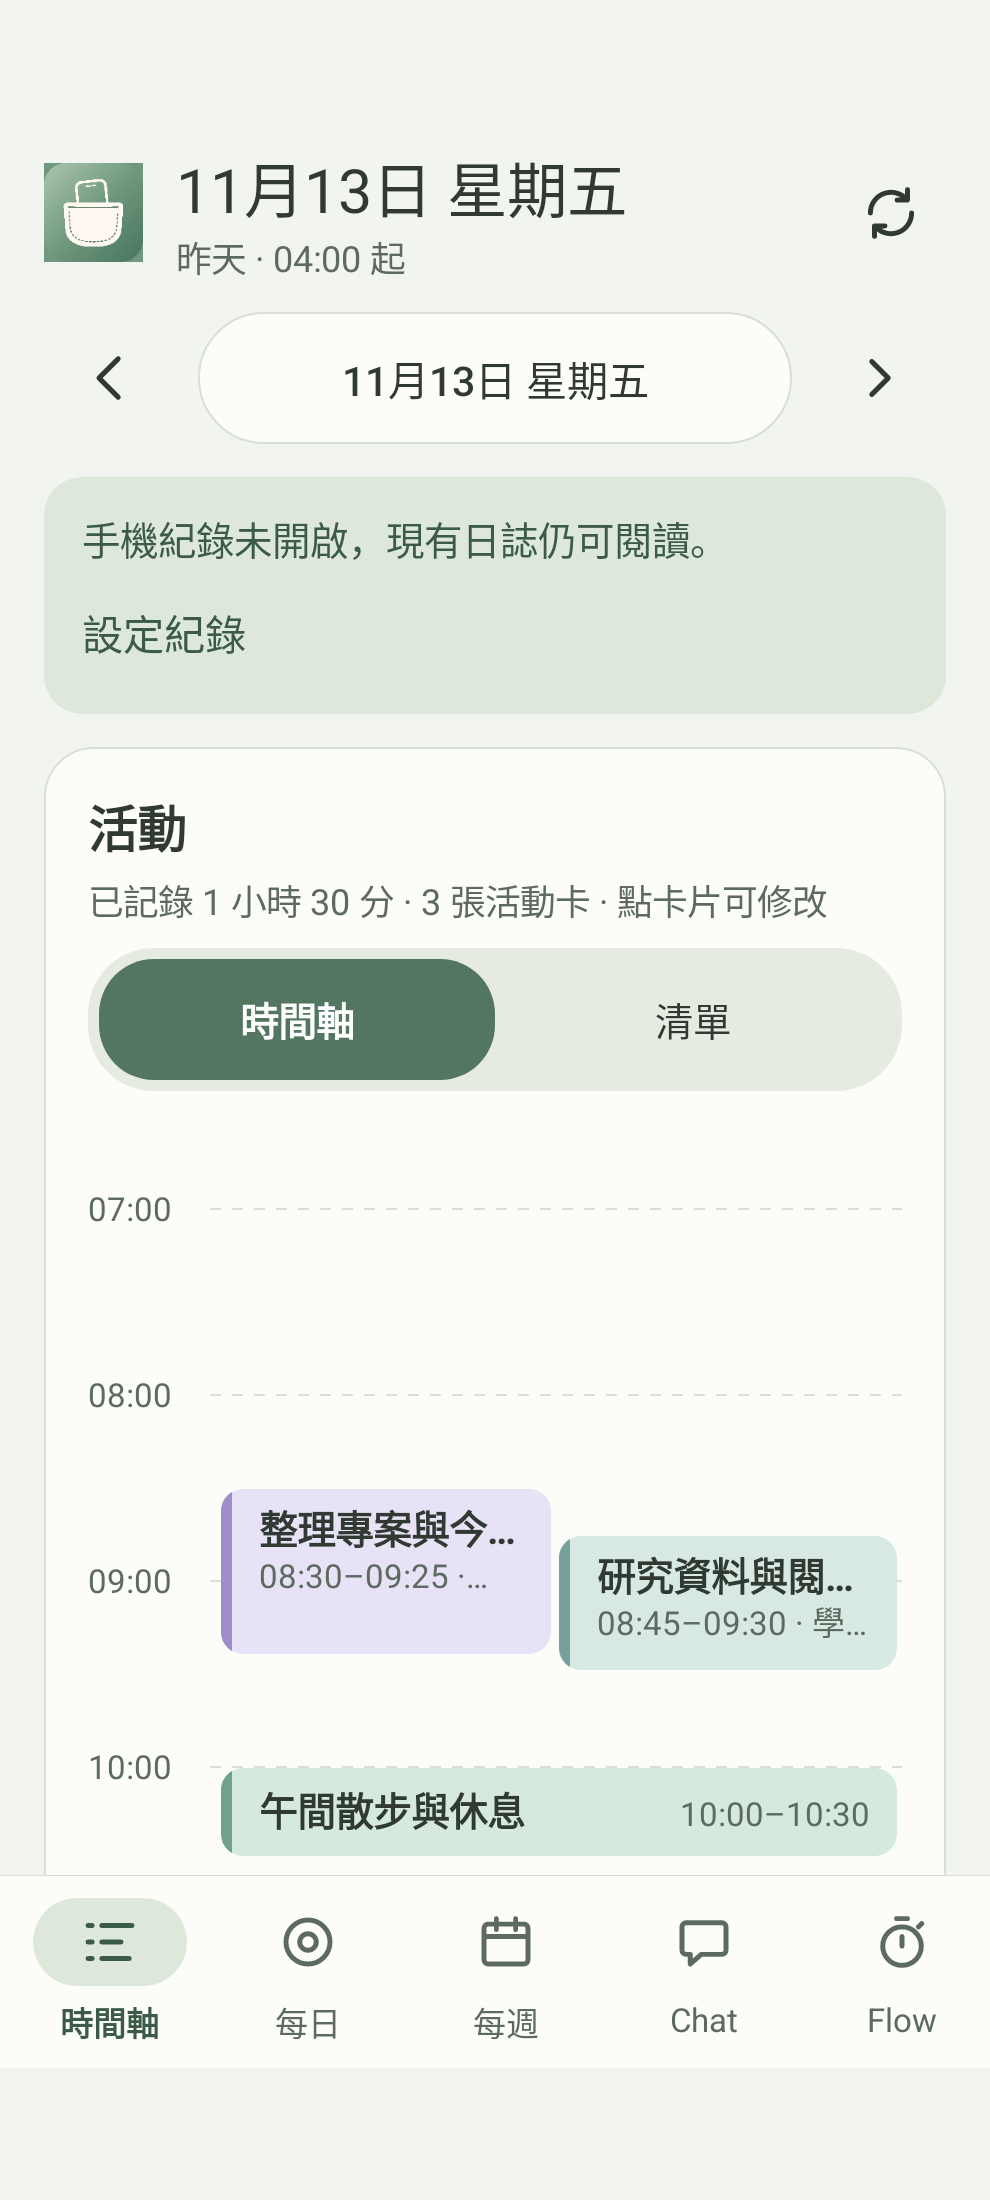 11月13日 星期五
昨天 · 04:00 起
11月13日 星期五
手機紀錄未開啟，現有日誌仍可閱讀。
設定紀錄
活動
已記錄 1 小時 30 分 · 3 張活動卡 · 點卡片可修改
時間軸 清單
07:00
08:00
整理專案與今…
08:30–09:25 ·…
研究資料與閱…
08:45–09:30 · 學…
09:00
10:00
午間散步與休息 10:00–10:30
時間軸 每日 每週 Chat Flow